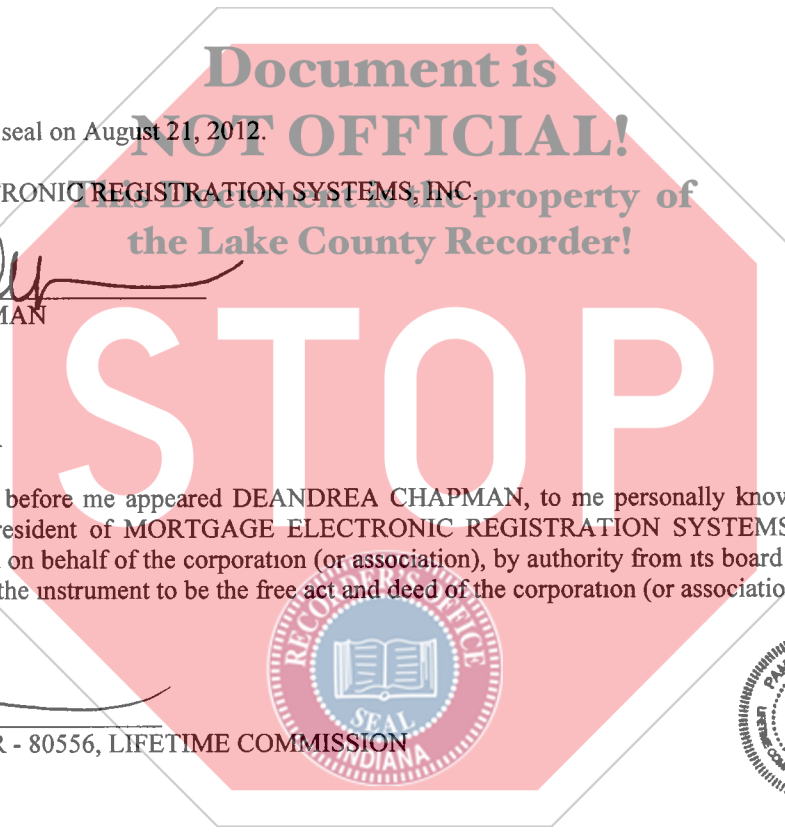 Document is
seal on August 21, 2012.
NOT OFFICIAL!
RONIC REGISTRATION SYSTEMS, INC.
This Document is the property of
the Lake County Recorder!
MAN
STOP
before me appeared DEANDREA CHAPMAN, to me personally know
resident of MORTGAGE ELECTRONIC REGISTRATION SYSTEMS
on behalf of the corporation (or association), by authority from its board
the instrument to be the free act and deed of the corporation (or associatio
RECORDER'S OFFICE
SEAL
INDIANA
R - 80556, LIFETIME COMMISSION
PAM
LIFETIME COM